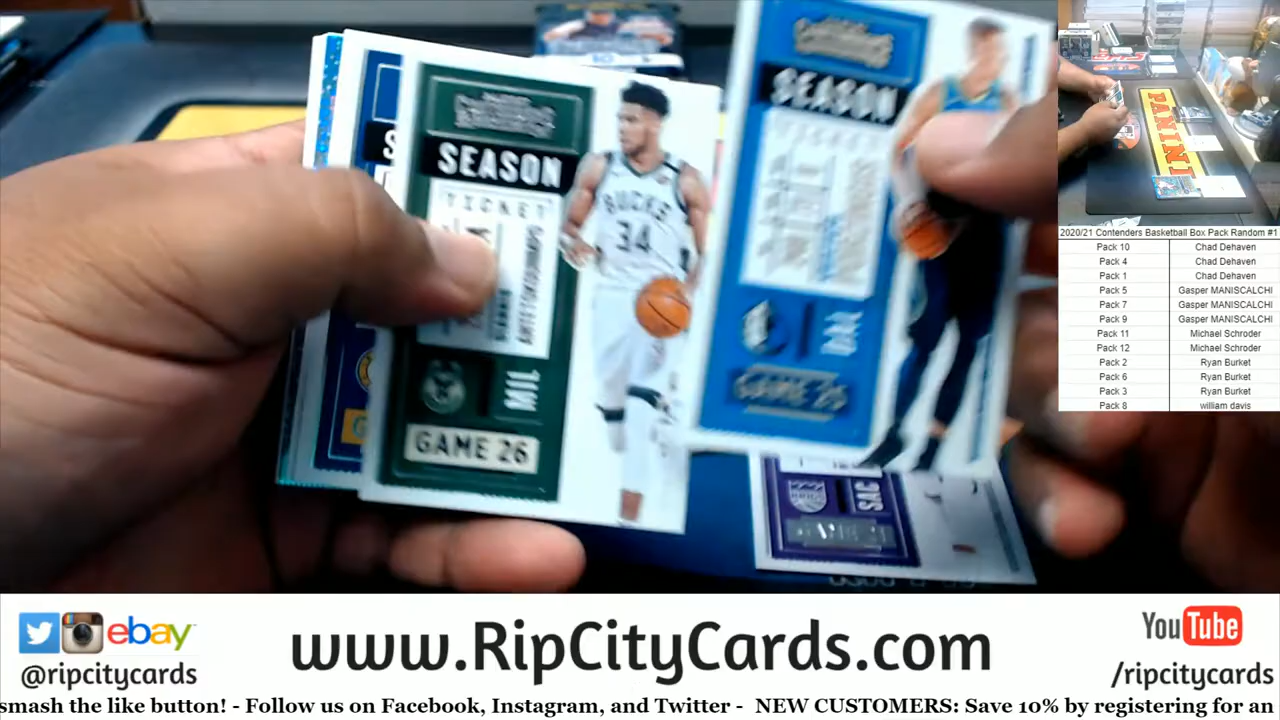 SEASON
TICKET
BUCKS
34
MIL
GAME 26
SEASON
DAL
SAC
PANINI
2020/21 Contenders Basketball Box Pack Random #1
Pack 10 Chad Dehaven
Pack 4 Chad Dehaven
Pack 1 Chad Dehaven
Pack 5 Gasper MANISCALCHI
Pack 7 Gasper MANISCALCHI
Pack 9 Gasper MANISCALCHI
Pack 11 Michael Schroder
Pack 12 Michael Schroder
Pack 2 Ryan Burket
Pack 6 Ryan Burket
Pack 3 Ryan Burket
Pack 8 william davis
ebay
@ripcitycards
www.RipCityCards.com
YouTube
/ripcitycards
smash the like button! - Follow us on Facebook, Instagram, and Twitter - NEW CUSTOMERS: Save 10% by registering for an